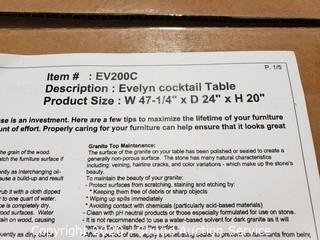 P. 1/5
Item # : EV200C
Description : Evelyn cocktail Table
Product Size : W 47-1/4" x D 24" x H 20"
se is an investment. Here are a few tips to maximize the lifetime of your furniture
unt of effort. Properly caring for your furniture can help ensure that it looks great
the grain of the wood.
atch the furniture surface if
ently as interchanging oil-
ause a build-up and result
rub it with a cloth dipped
r to one quart of water.
ce is completely dry.
wood surfaces. Water
in on wood, causing
uently as dirty cloths
Granite Top Maintenance:
The surface of the granite on your table has been polished or sealed to create a
generally non-porous surface. The stone has many natural characteristics
including: veining, hairline cracks, and color variations - which make up the stone's
beauty.
To maintain the beauty of your granite:
- Protect surfaces from scratching, staining and etching by:
* Keeping them free of debris or sharp objects
* Wiping up spills immediately
* Avoiding contact with chemicals (particularly acid-based materials)
- Clean with pH neutral products or those especially formulated for use on stone.
- It is not recommended to use a water-based solvent for dark granite as it will